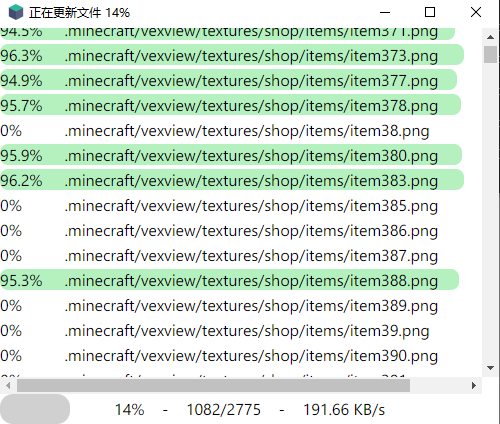 正在更新文件 14%
94.5% .minecraft/vexview/textures/shop/items/item371.png
96.3% .minecraft/vexview/textures/shop/items/item373.png
94.9% .minecraft/vexview/textures/shop/items/item377.png
95.7% .minecraft/vexview/textures/shop/items/item378.png
0% .minecraft/vexview/textures/shop/items/item38.png
95.9% .minecraft/vexview/textures/shop/items/item380.png
96.2% .minecraft/vexview/textures/shop/items/item383.png
0% .minecraft/vexview/textures/shop/items/item385.png
0% .minecraft/vexview/textures/shop/items/item386.png
0% .minecraft/vexview/textures/shop/items/item387.png
95.3% .minecraft/vexview/textures/shop/items/item388.png
0% .minecraft/vexview/textures/shop/items/item389.png
0% .minecraft/vexview/textures/shop/items/item39.png
0% .minecraft/vexview/textures/shop/items/item390.png
14% - 1082/2775 - 191.66 KB/s